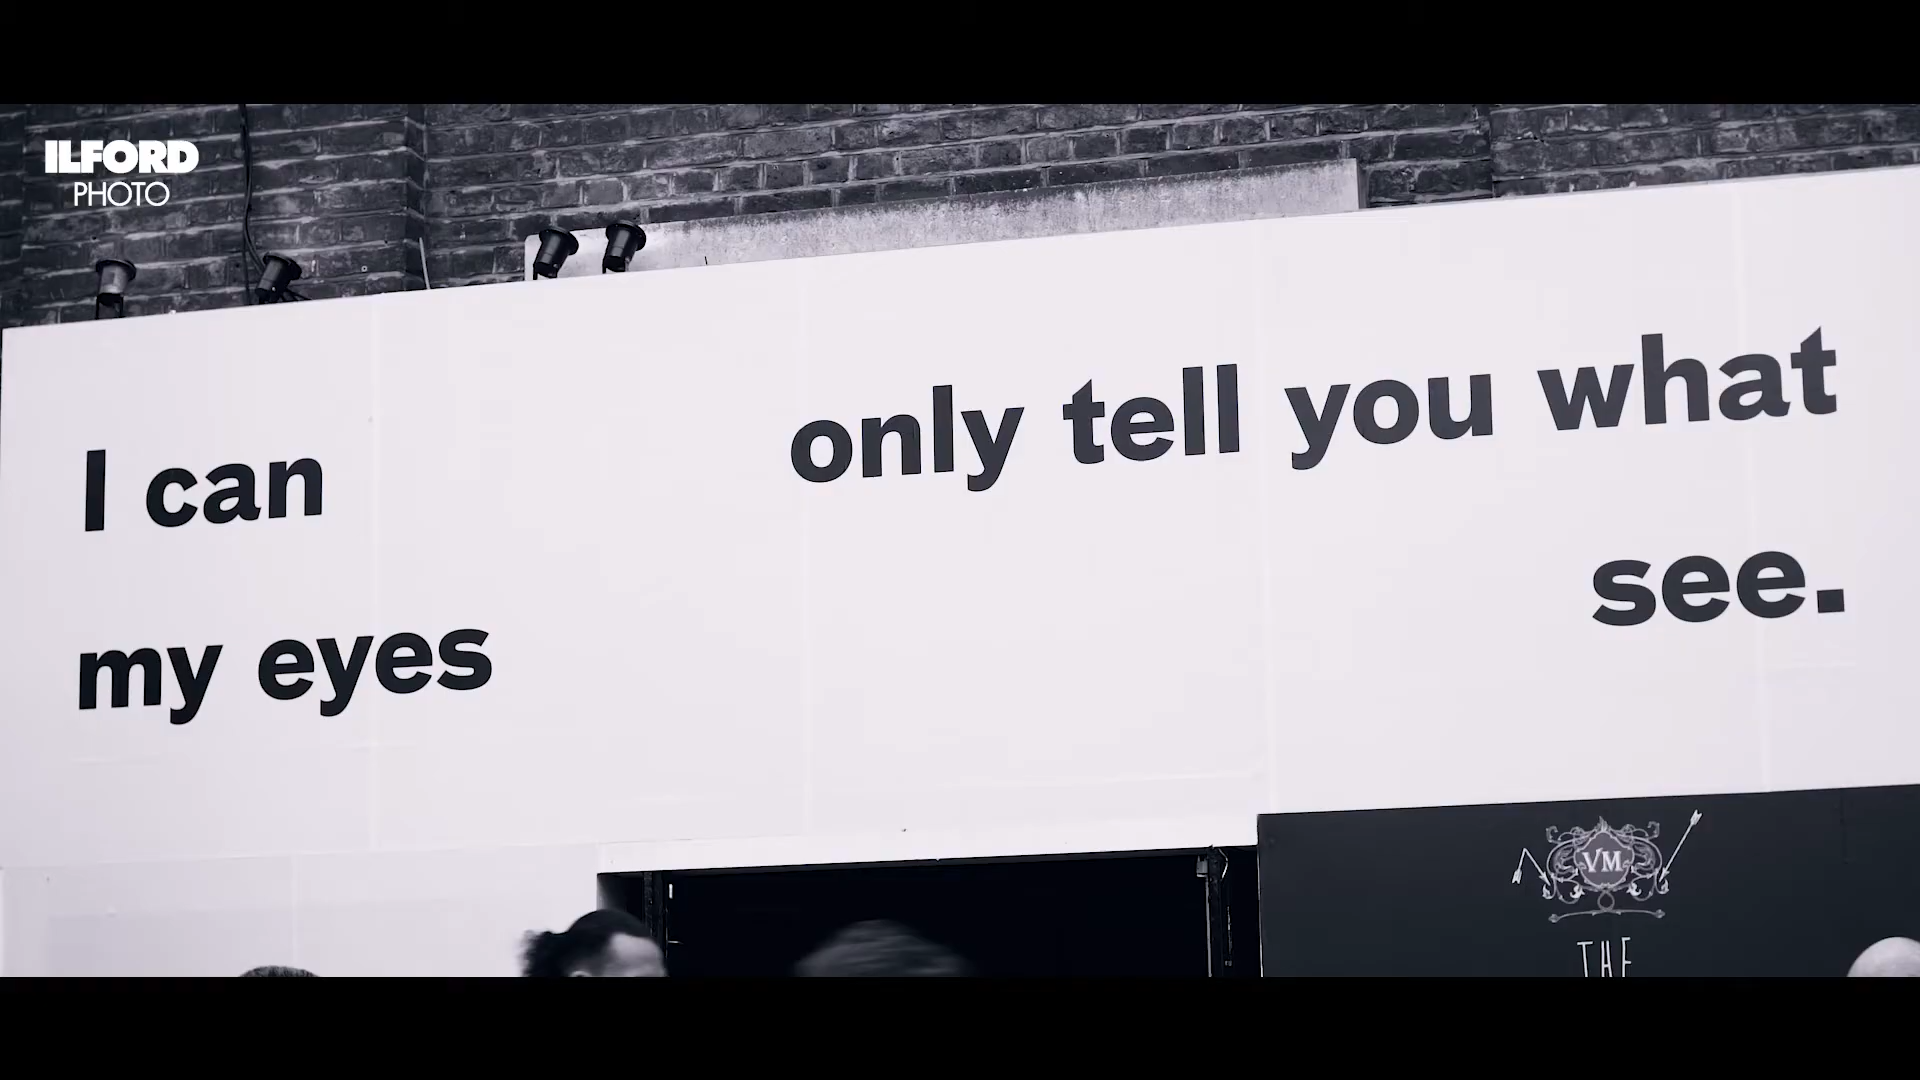 ILFORD
PHOTO
I can only tell you what
my eyes see.
VM
THE